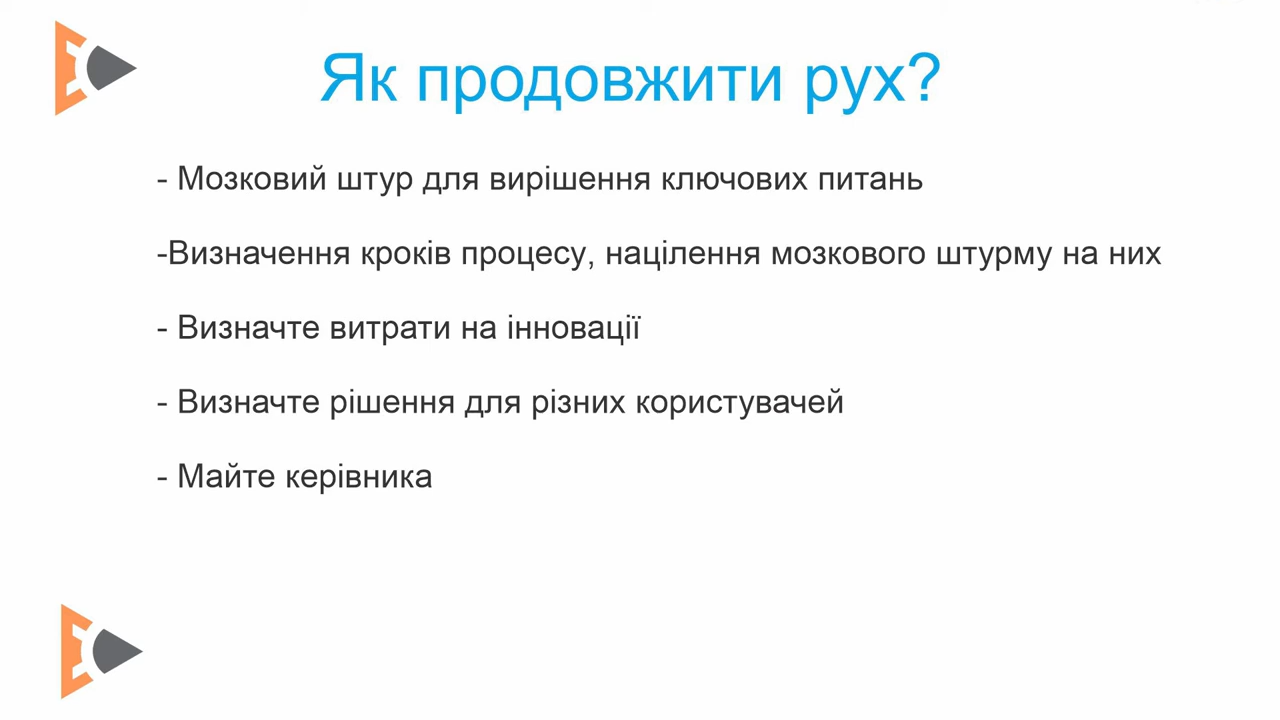 Як продовжити рух?
- Мозковий штур для вирішення ключових питань
-Визначення кроків процесу, націлення мозкового штурму на них
- Визначте витрати на інновації
- Визначте рішення для різних користувачей
- Майте керівника